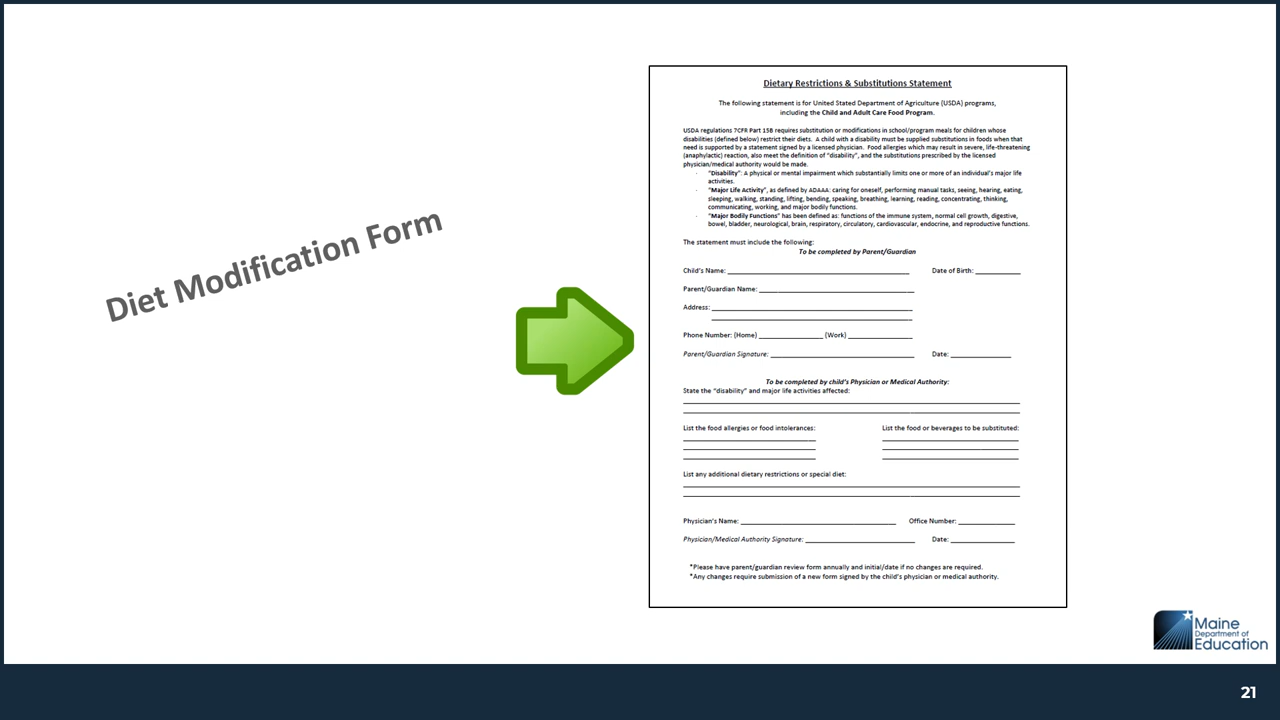 Diet Modification Form
Dietary Restrictions & Substitutions Statement
The following statement is for United Stated Department of Agriculture (USDA) programs,
including the Child and Adult Care Food Program.
USDA regulations 7CFR Part 15B requires substitution or modifications in school/program meals for children whose
disabilities (defined below) restrict their diets. A child with a disability must be supplied substitutions in foods when that
need is supported by a statement signed by a licensed physician. Food allergies which may result in severe, life-threatening
(anaphylactic) reaction, also meet the definition of "disability", and the substitutions prescribed by the licensed
physician/medical authority would be made.
· "Disability": A physical or mental impairment which substantially limits one or more of an individual's major life
activities.
· "Major Life Activity", as defined by ADAAA: caring for oneself, performing manual tasks, seeing, hearing, eating,
sleeping, walking, standing, lifting, bending, speaking, breathing, learning, reading, concentrating, thinking,
communicating, working, and major bodily functions.
· "Major Bodily Functions" has been defined as: functions of the immune system, normal cell growth, digestive,
bowel, bladder, neurological, brain, respiratory, circulatory, cardiovascular, endocrine, and reproductive functions.
The statement must include the following:
To be completed by Parent/Guardian
Child's Name: ____ Date of Birth: ____
Parent/Guardian Name: ____
Address: ____
Phone Number: (Home) ____ (Work) ____
Parent/Guardian Signature: ____ Date: ____
To be completed by child's Physician or Medical Authority:
State the "disability" and major life activities affected:
List the food allergies or food intolerances: List the food or beverages to be substituted:
List any additional dietary restrictions or special diet:
Physician's Name: ____ Office Number: ____
Physician/Medical Authority Signature: ____ Date: ____
*Please have parent/guardian review form annually and initial/date if no changes are required.
*Any changes require submission of a new form signed by the child's physician or medical authority.
Maine
Department of
Education
21